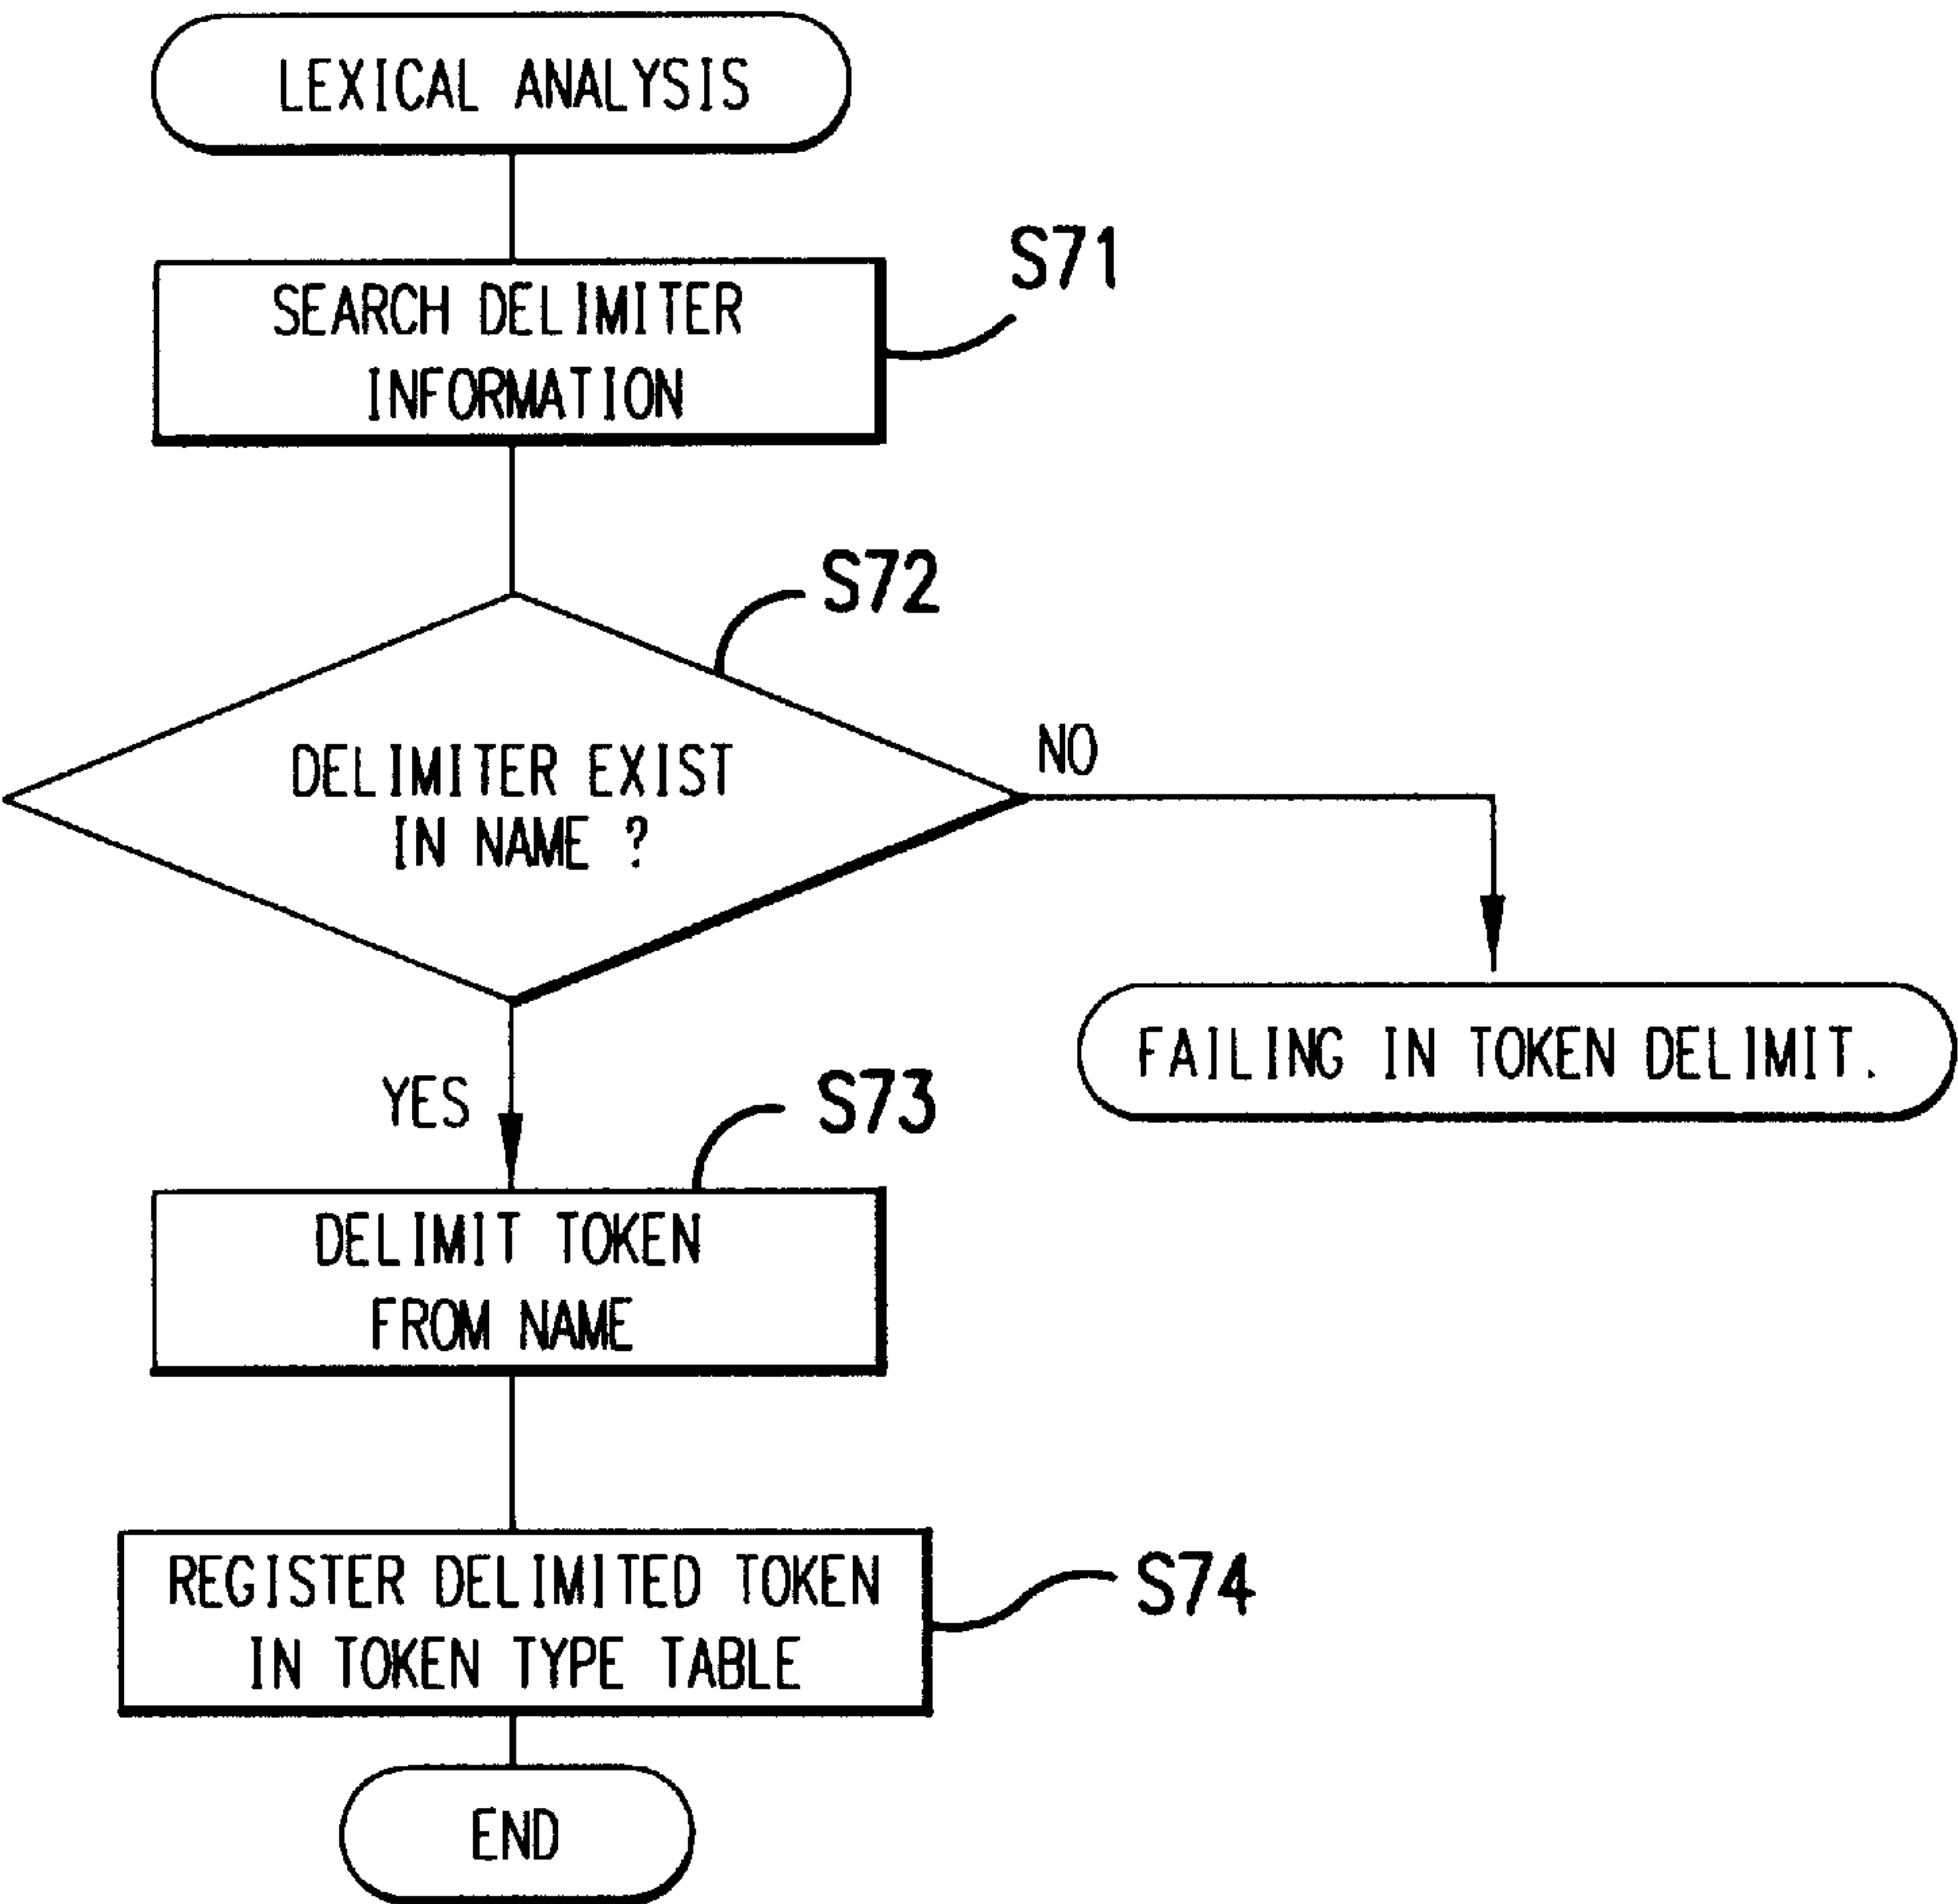 LEXICAL ANALYSIS
S71
SEARCH DELIMITER
INFORMATION
S72
DELIMITER EXIST
IN NAME ?
NO
FAILING IN TOKEN DELIMIT.
YES
S73
DELIMIT TOKEN
FROM NAME
REGISTER DELIMITED TOKEN
IN TOKEN TYPE TABLE
S74
END